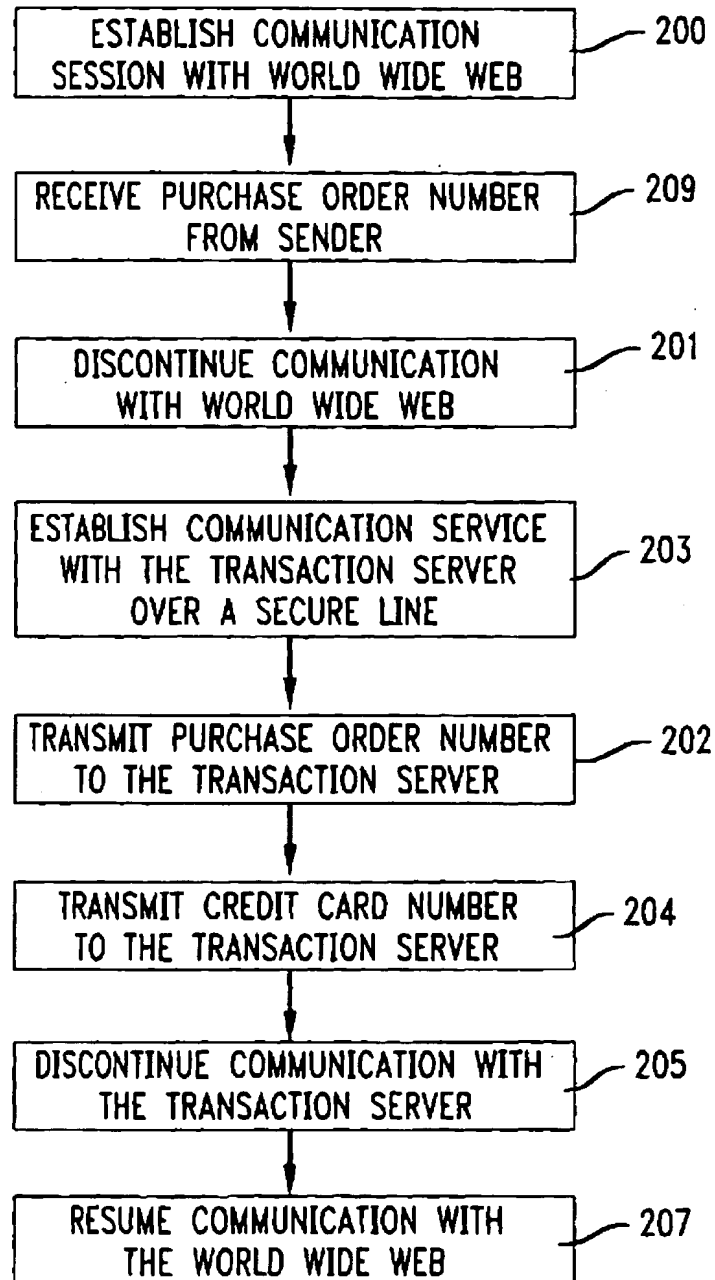 ESTABLISH COMMUNICATION
SESSION WITH WORLD WIDE WEB
200
RECEIVE PURCHASE ORDER NUMBER
FROM SENDER
209
DISCONTINUE COMMUNICATION
WITH WORLD WIDE WEB
201
ESTABLISH COMMUNICATION SERVICE
WITH THE TRANSACTION SERVER
OVER A SECURE LINE
203
TRANSMIT PURCHASE ORDER NUMBER
TO THE TRANSACTION SERVER
202
TRANSMIT CREDIT CARD NUMBER
TO THE TRANSACTION SERVER
204
DISCONTINUE COMMUNICATION WITH
THE TRANSACTION SERVER
205
RESUME COMMUNICATION WITH
THE WORLD WIDE WEB
207